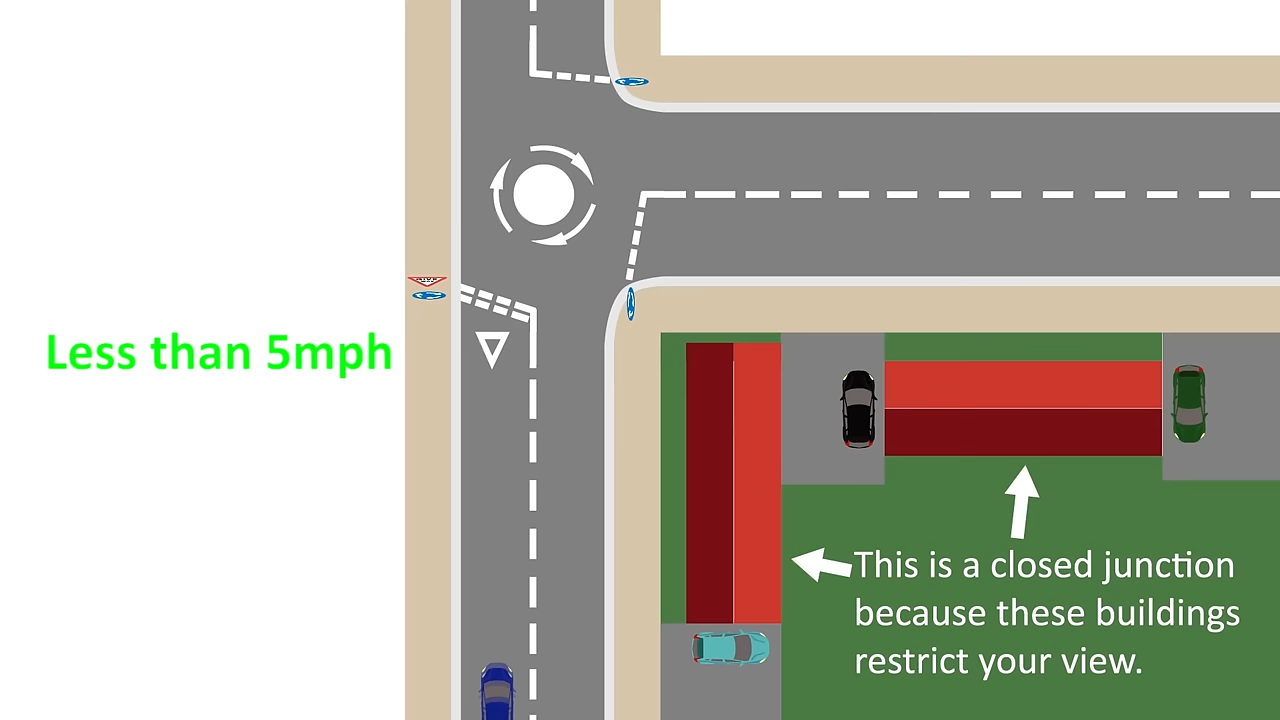 Less than 5mph
This is a closed junction
because these buildings
restrict your view.